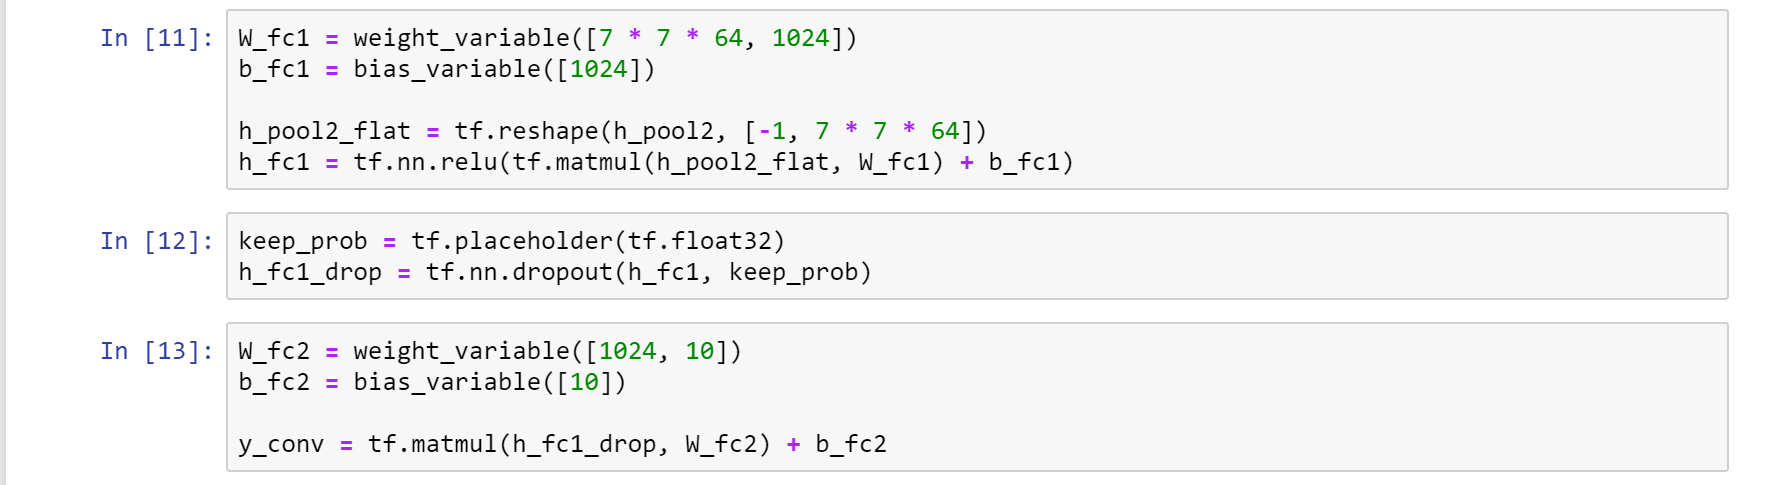 In [11]: W_fc1 = weight_variable([7 * 7 * 64, 1024])
b_fc1 = bias_variable([1024])
h_pool2_flat = tf.reshape(h_pool2, [-1, 7 * 7 * 64])
h_fc1 = tf.nn.relu(tf.matmul(h_pool2_flat, W_fc1) + b_fc1)
In [12]: keep_prob = tf.placeholder(tf.float32)
h_fc1_drop = tf.nn.dropout(h_fc1, keep_prob)
In [13]: W_fc2 = weight_variable([1024, 10])
b_fc2 = bias_variable([10])
y_conv = tf.matmul(h_fc1_drop, W_fc2) + b_fc2